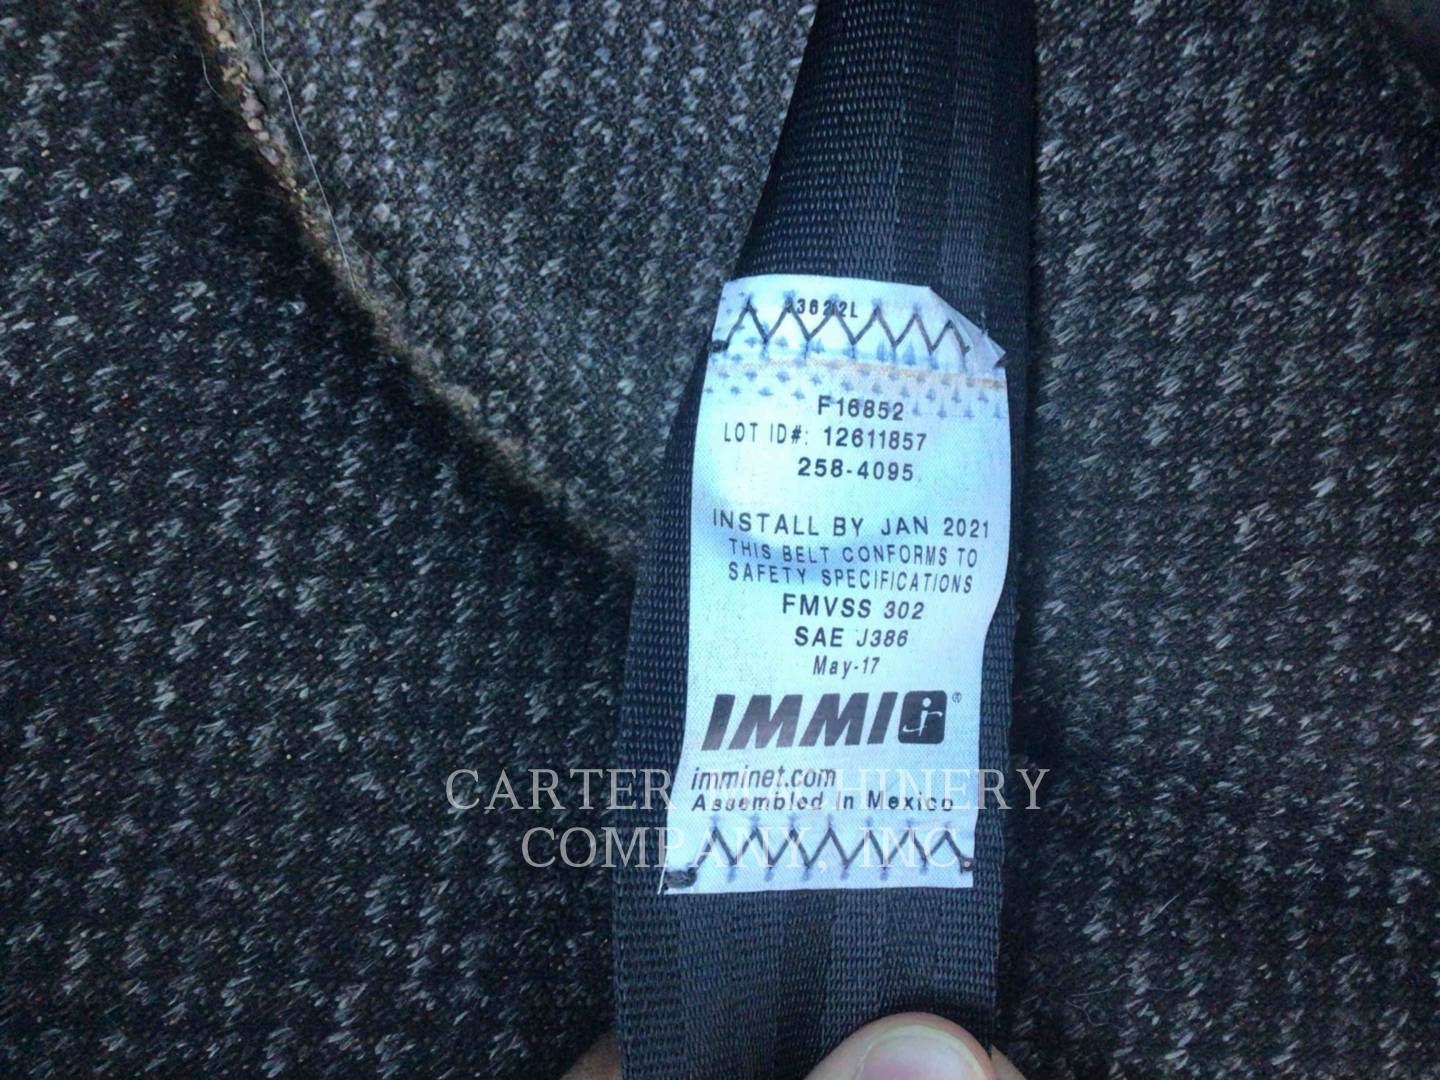 F16852
LOT ID#: 12611857
258-4095
INSTALL BY JAN 2021
THIS BELT CONFORMS TO
SAFETY SPECIFICATIONS
FMVSS 302
SAE J386
May-17
IMMI ®
imminet.com
Assembled in Mexico
CARTER MACHINERY
COMPANY, INC.